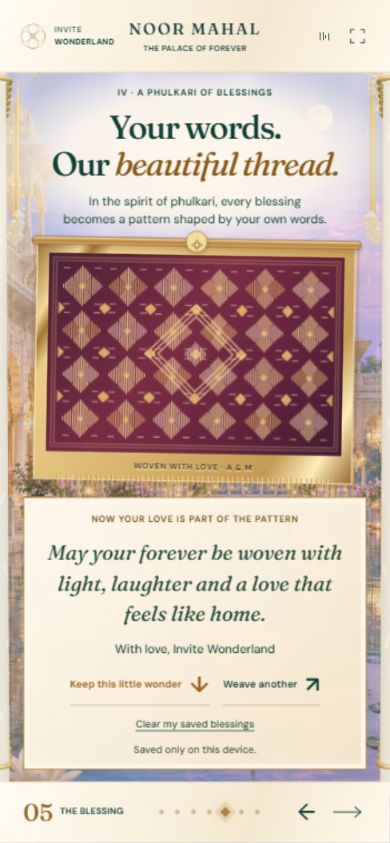 INVITE
WONDERLAND
NOOR MAHAL
THE PALACE OF FOREVER
IV · A PHULKARI OF BLESSINGS
Your words.
Our beautiful thread.
In the spirit of phulkari, every blessing
becomes a pattern shaped by your own words.
WOVEN WITH LOVE · A & M
NOW YOUR LOVE IS PART OF THE PATTERN
May your forever be woven with
light, laughter and a love that
feels like home.
With love, Invite Wonderland
Keep this little wonder
Weave another
Clear my saved blessings
Saved only on this device.
05 THE BLESSING